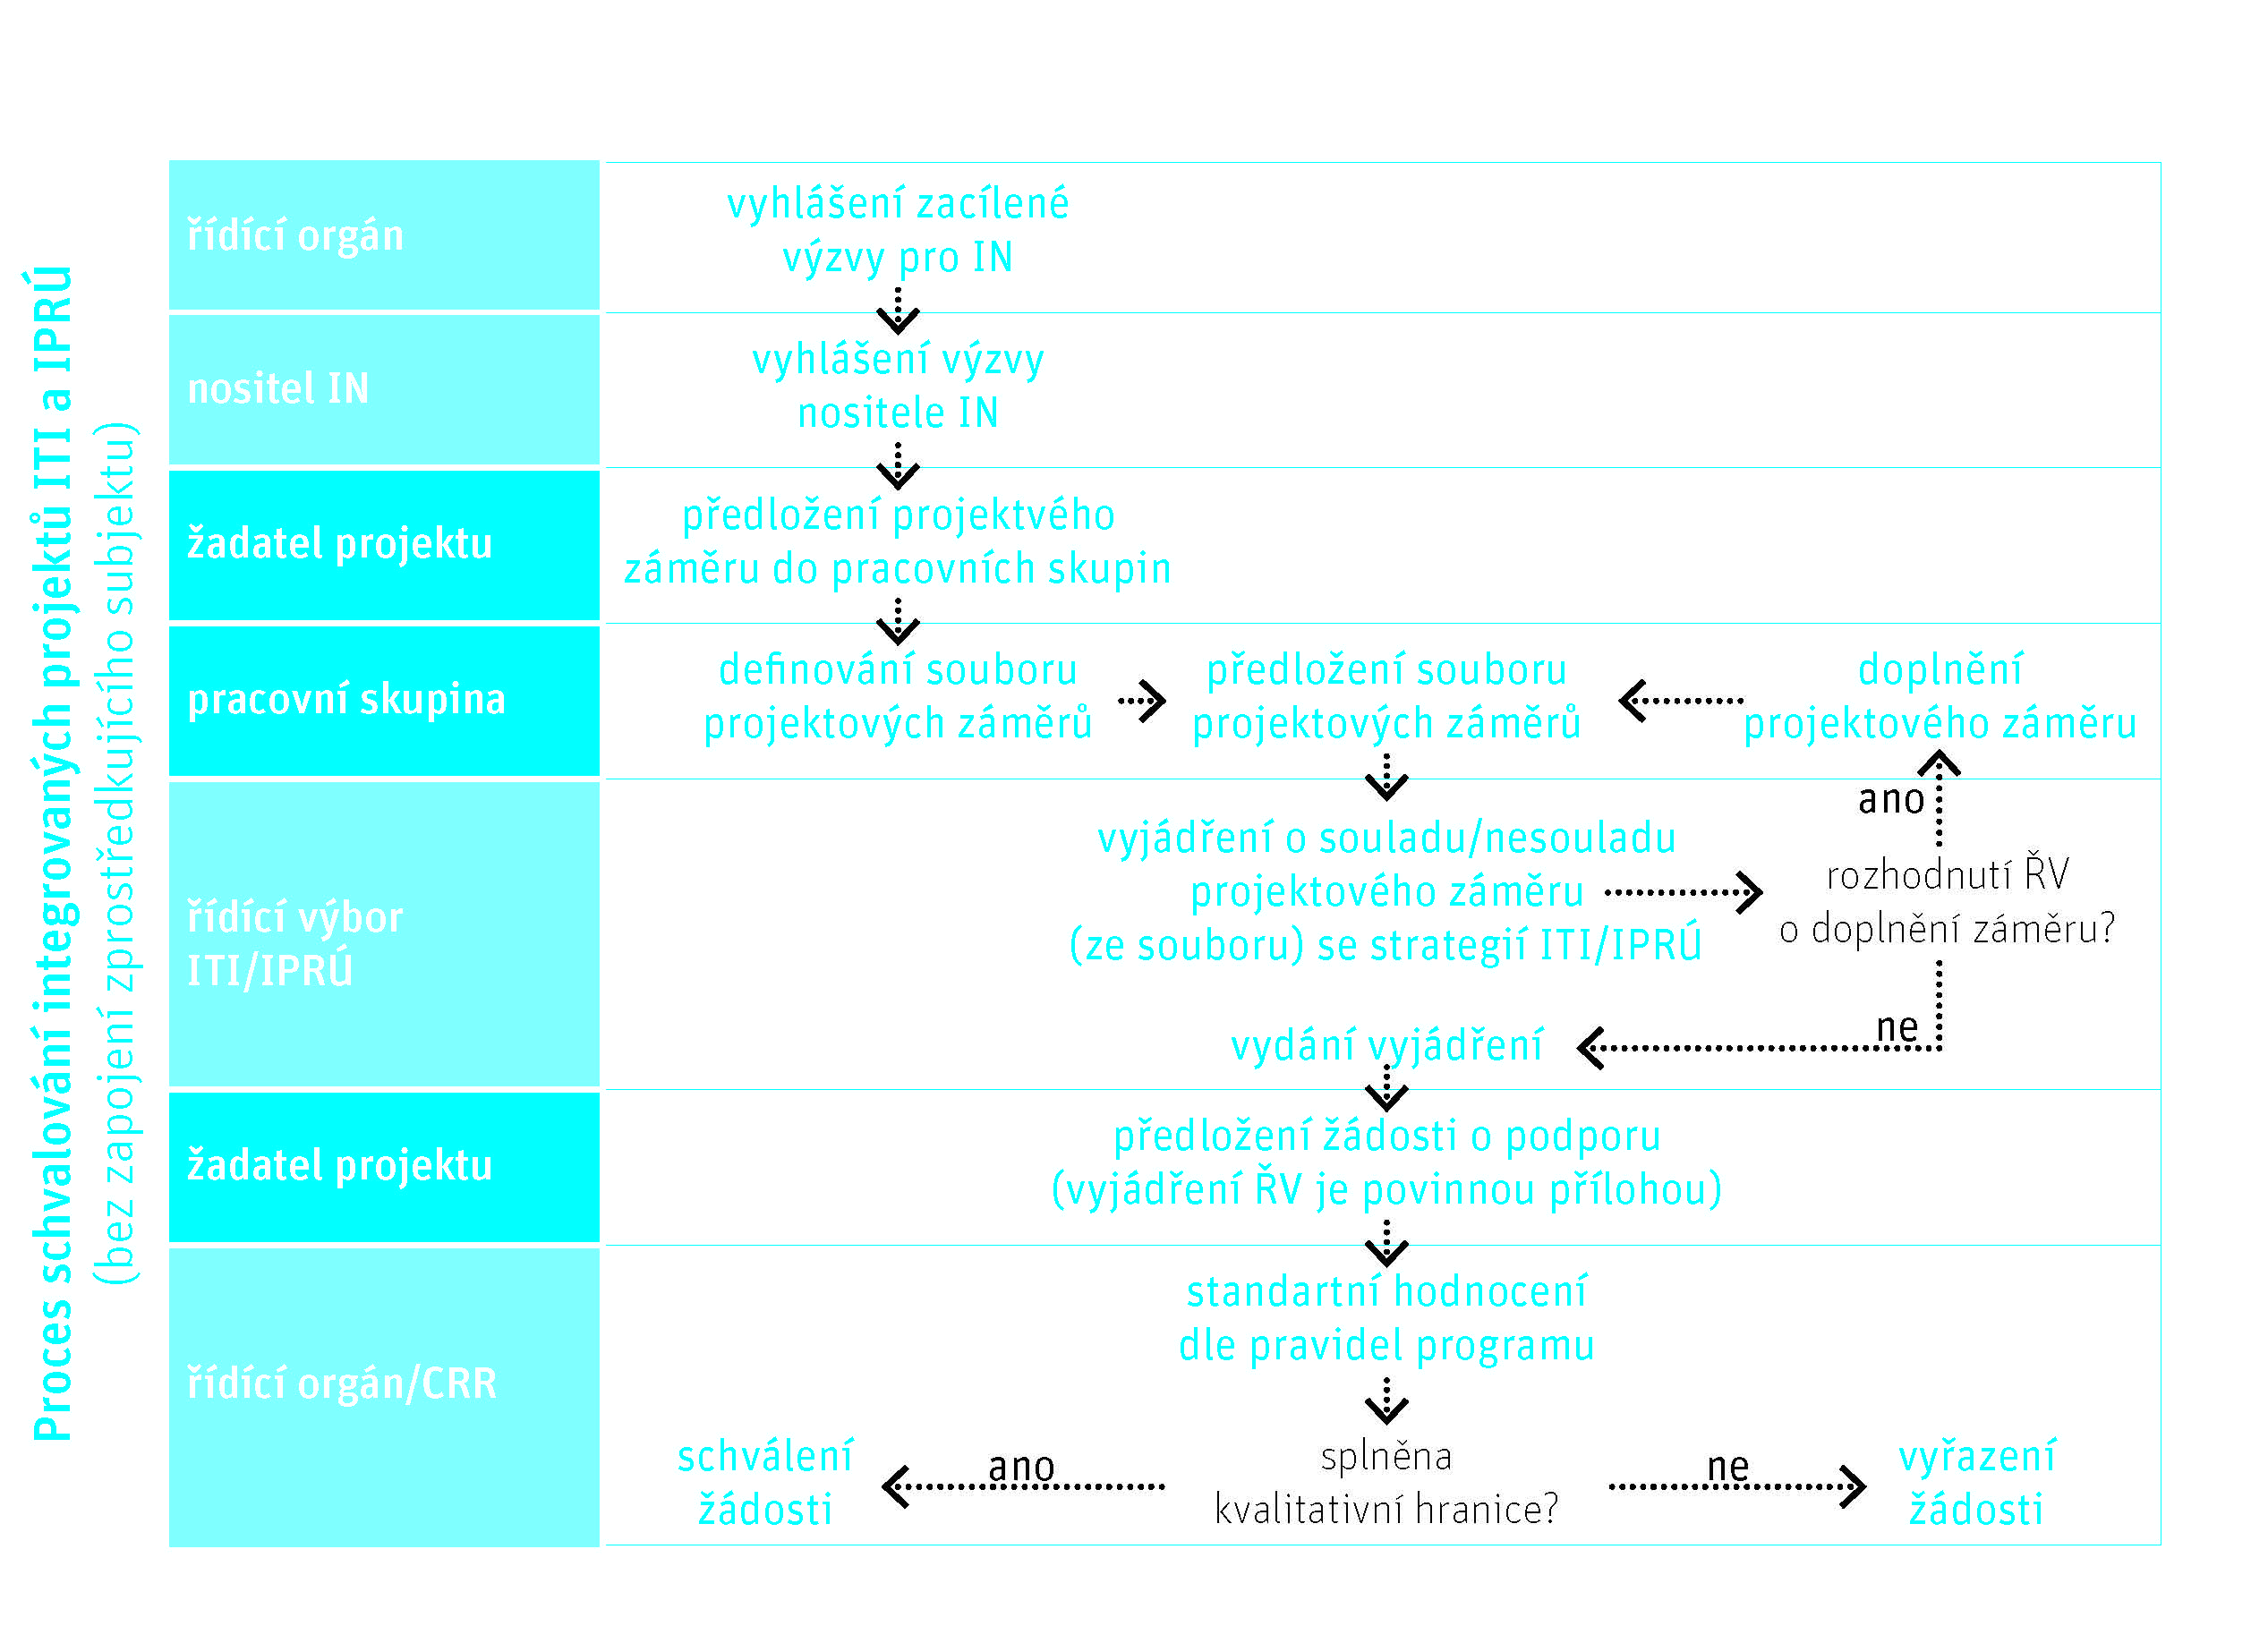 Proces schvalování integrovaných projektů ITI a IPRÚ
(bez zapojení zprostředkujícího subjektu)
řídící orgán
vyhlášení zacílené
výzvy pro IN
nositel IN
vyhlášení výzvy
nositele IN
žadatel projektu
předložení projektvého
záměru do pracovních skupin
pracovní skupina
definování souboru
projektových záměrů
předložení souboru
projektových záměrů
doplnění
projektového záměru
řídící výbor
ITI/IPRÚ
vyjádření o souladu/nesouladu
projektového záměru
(ze souboru) se strategií ITI/IPRÚ
ano
rozhodnutí ŘV
o doplnění záměru?
ne
vydání vyjádření
žadatel projektu
předložení žádosti o podporu
(vyjádření ŘV je povinnou přílohou)
řídící orgán/CRR
standartní hodnocení
dle pravidel programu
schválení
žádosti
ano
splněna
kvalitativní hranice?
ne
vyřazení
žádosti